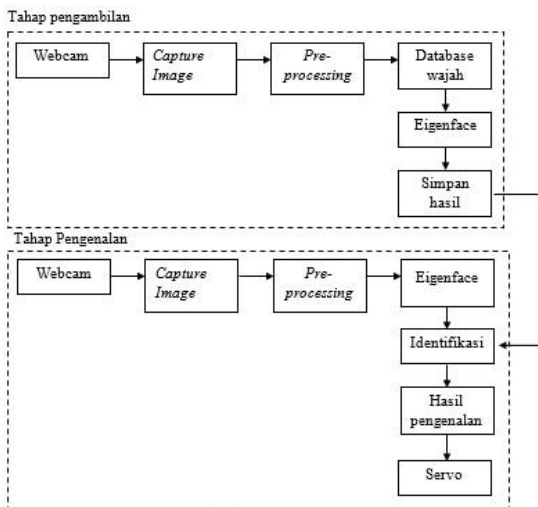 Tahap pengambilan
Webcam
Capture
Image
Pre-
processing
Database
wajah
Eigenface
Simpan
hasil
Tahap Pengenalan
Webcam
Capture
Image
Pre-
processing
Eigenface
Identifikasi
Hasil
pengenalan
Servo